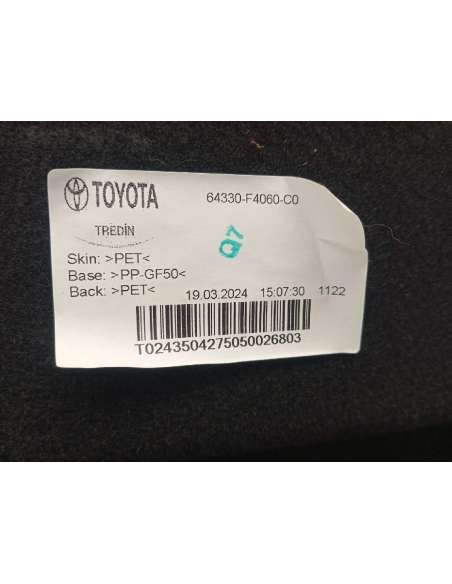 TOYOTA 64330-F4060-C0
TREDİN
Q7
Skin: >PET<
Base: >PP-GF50<
Back: >PET< 19.03.2024 15:07:30 1122
T0243504275050026803